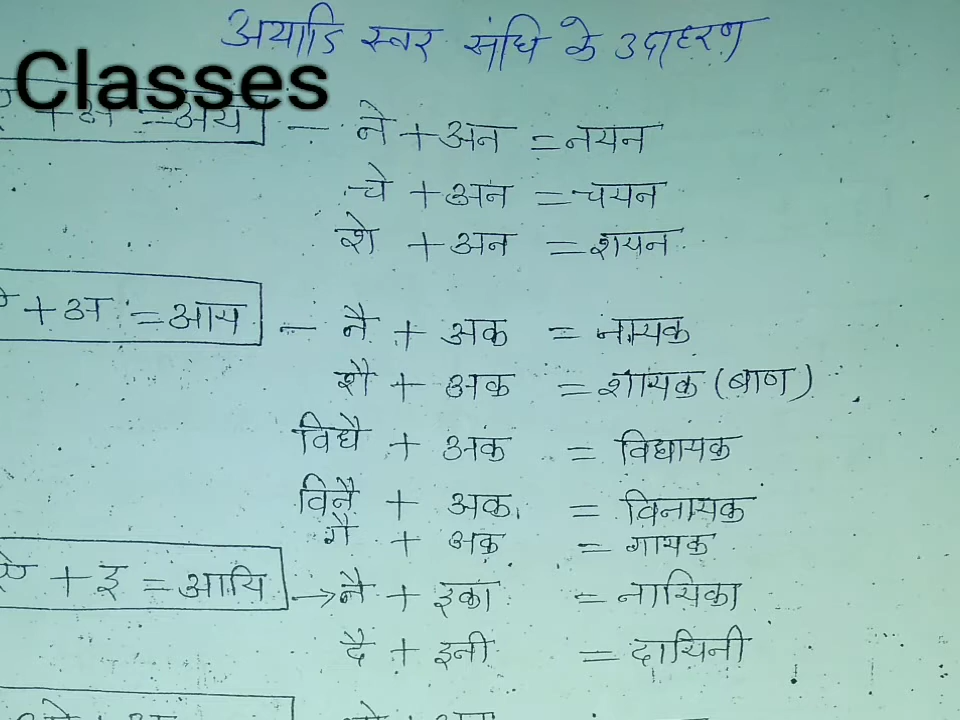 अयादि स्वर संधि के उदाहरण
Classes
+ अ = अय - ने + अन = नयन
चे + अन = चयन
शे + अन = शयन
+ अ = आय - नै + अक = नायक
शै + अक = शायक (बाण)
विधै + अक = विधायक
विनै + अक = विनायक
गै + अक = गायक
+ इ = आयि → नै + इका = नायिका
दै + इनी = दायिनी